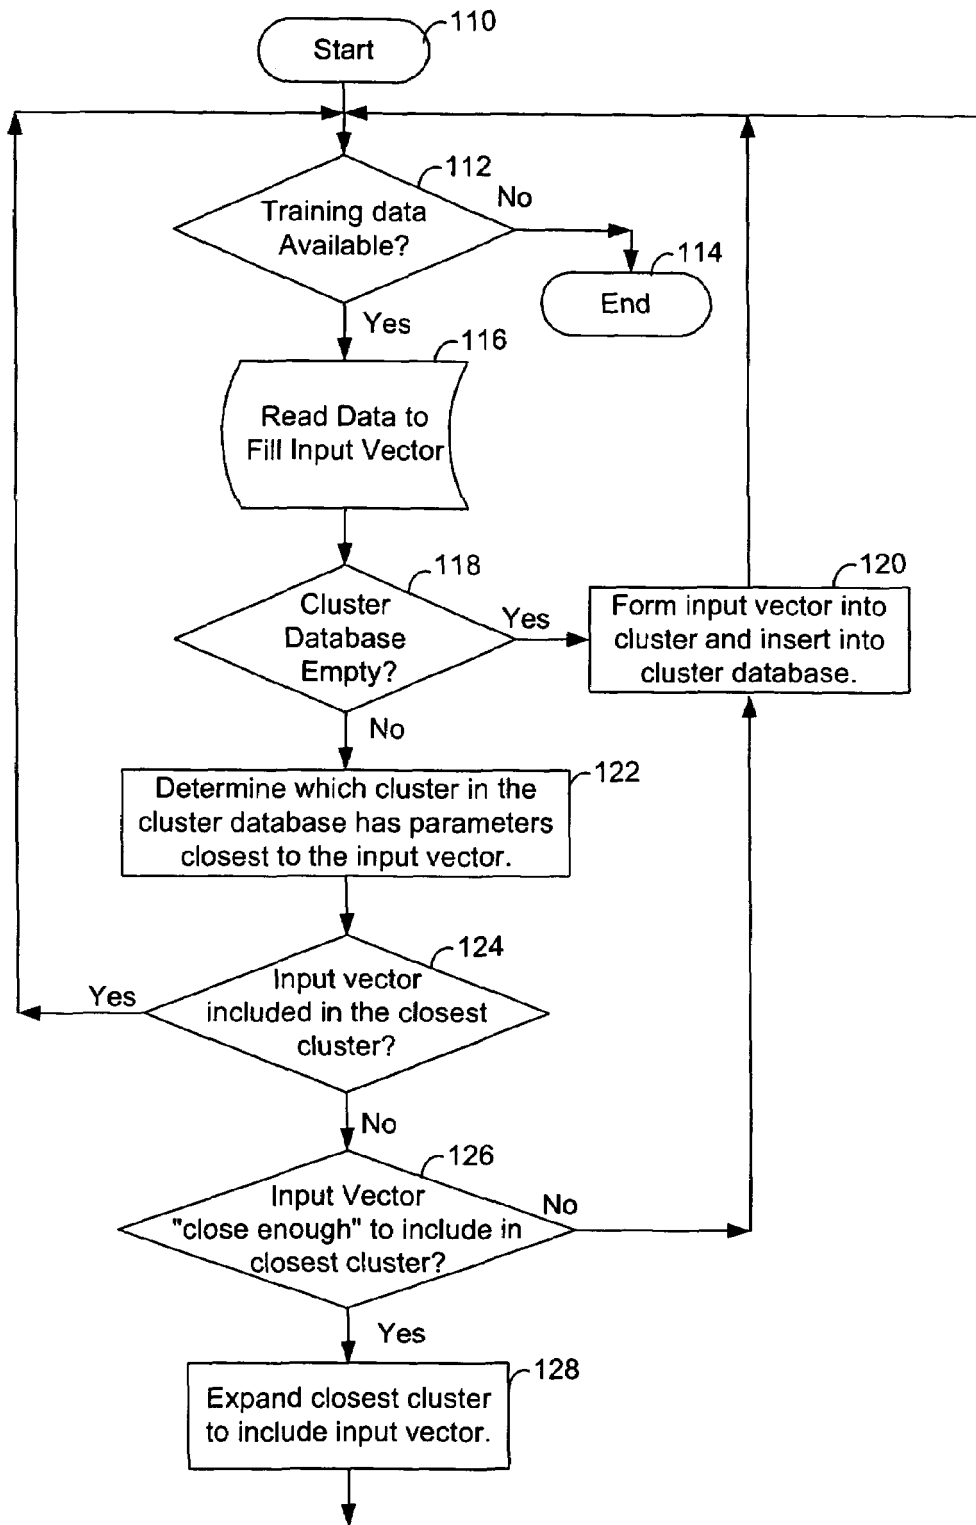 110
Start
112
No
Training data
Available?
114
End
Yes
116
Read Data to
Fill Input Vector
118
Cluster
Database
Empty?
Yes
120
Form input vector into
cluster and insert into
cluster database.
No
122
Determine which cluster in the
cluster database has parameters
closest to the input vector.
124
Input vector
included in the closest
cluster?
Yes
No
126
Input Vector
"close enough" to include in
closest cluster?
No
Yes
128
Expand closest cluster
to include input vector.